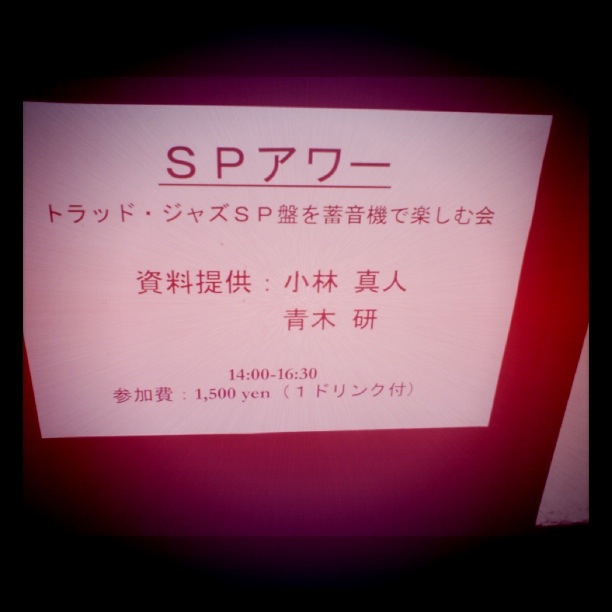 ＳＰアワー
トラッド・ジャズＳＰ盤を蓄音機で楽しむ会
資料提供：小林 真人
青木 研
14:00-16:30
参加費：1,500 yen（１ドリンク付）